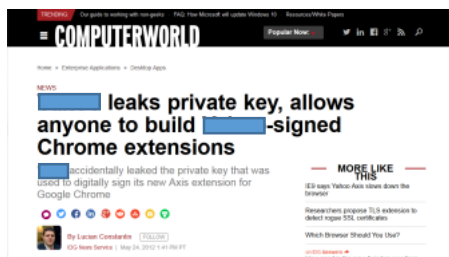 TRENDING Our guide to working with non-geeks FAQ: How Microsoft will update Windows 10 Resources/White Papers
COMPUTERWORLD Popular Now:
Home > Enterprise Applications > Desktop Apps
NEWS
leaks private key, allows
anyone to build -signed
Chrome extensions
accidentally leaked the private key that was
used to digitally sign its new Axis extension for
Google Chrome
By Lucian Constantin FOLLOW
IDG News Service | May 24, 2012 1:41 PM PT
MORE LIKE
THIS
IE9 says Yahoo Axis slows down the
browser
Researchers propose TLS extension to
detect rogue SSL certificates
Which Browser Should You Use?